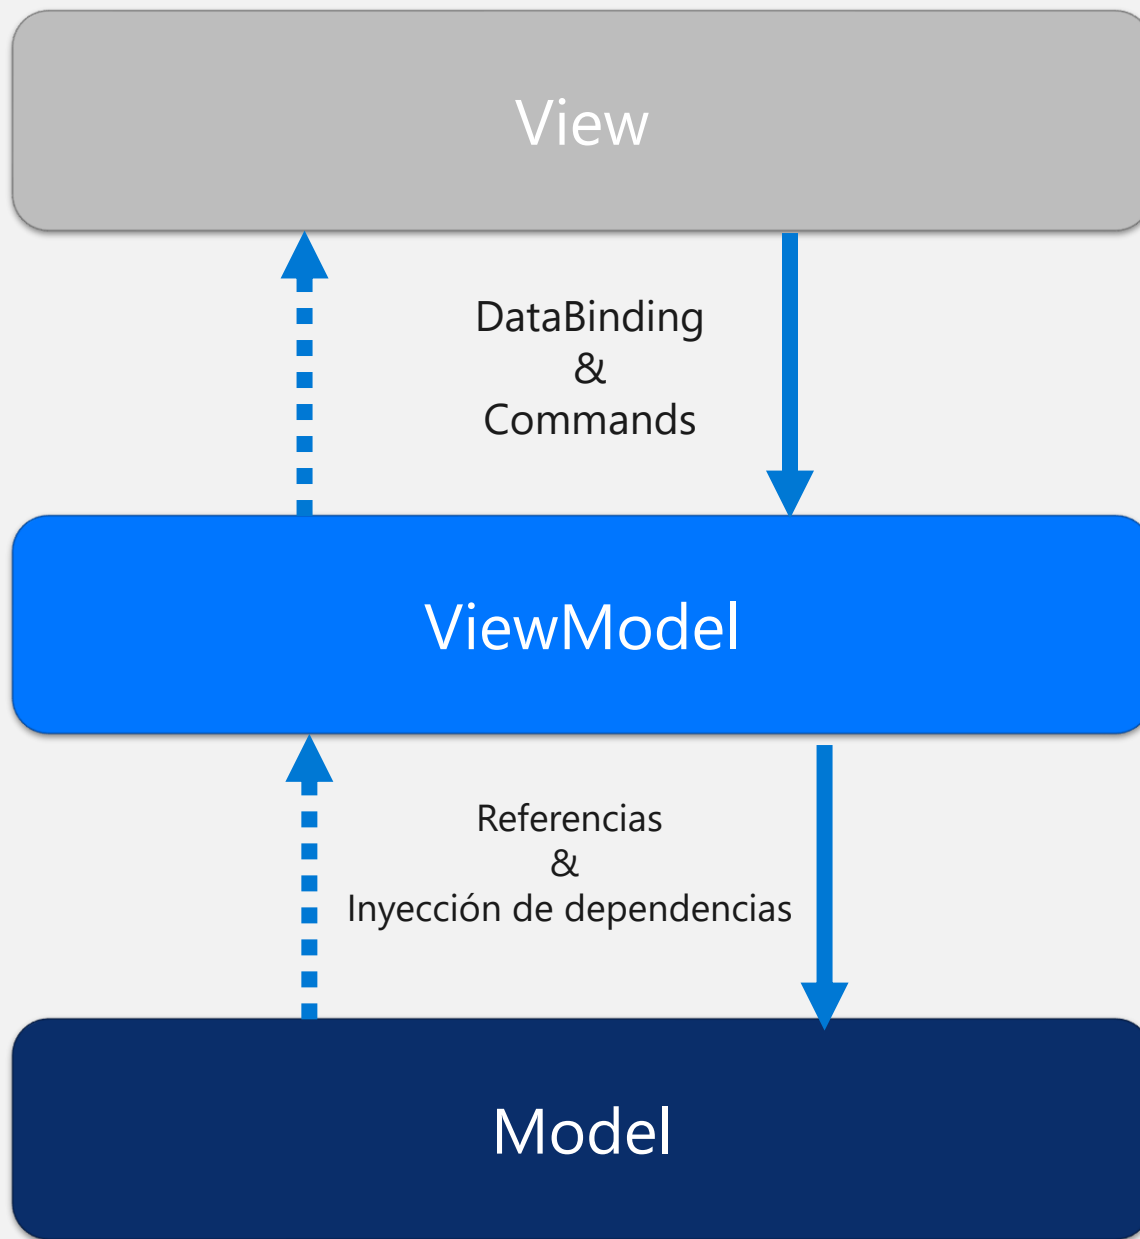 View
DataBinding
&
Commands
ViewModel
Referencias
&
Inyección de dependencias
Model